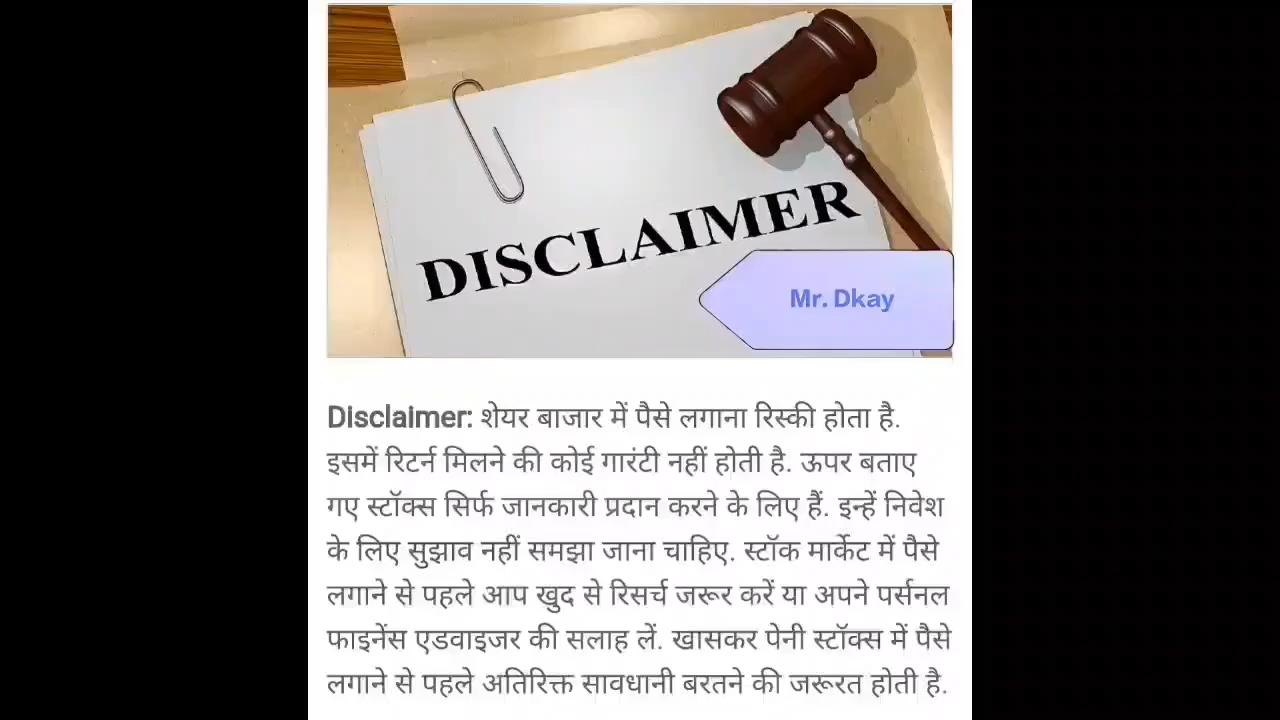 DISCLAIMER
Mr. Dkay
Disclaimer: शेयर बाजार में पैसे लगाना रिस्की होता है.
इसमें रिटर्न मिलने की कोई गारंटी नहीं होती है. ऊपर बताए
गए स्टॉक्स सिर्फ जानकारी प्रदान करने के लिए हैं. इन्हें निवेश
के लिए सुझाव नहीं समझा जाना चाहिए. स्टॉक मार्केट में पैसे
लगाने से पहले आप खुद से रिसर्च जरूर करें या अपने पर्सनल
फाइनेंस एडवाइजर की सलाह लें. खासकर पेनी स्टॉक्स में पैसे
लगाने से पहले अतिरिक्त सावधानी बरतने की जरूरत होती है.